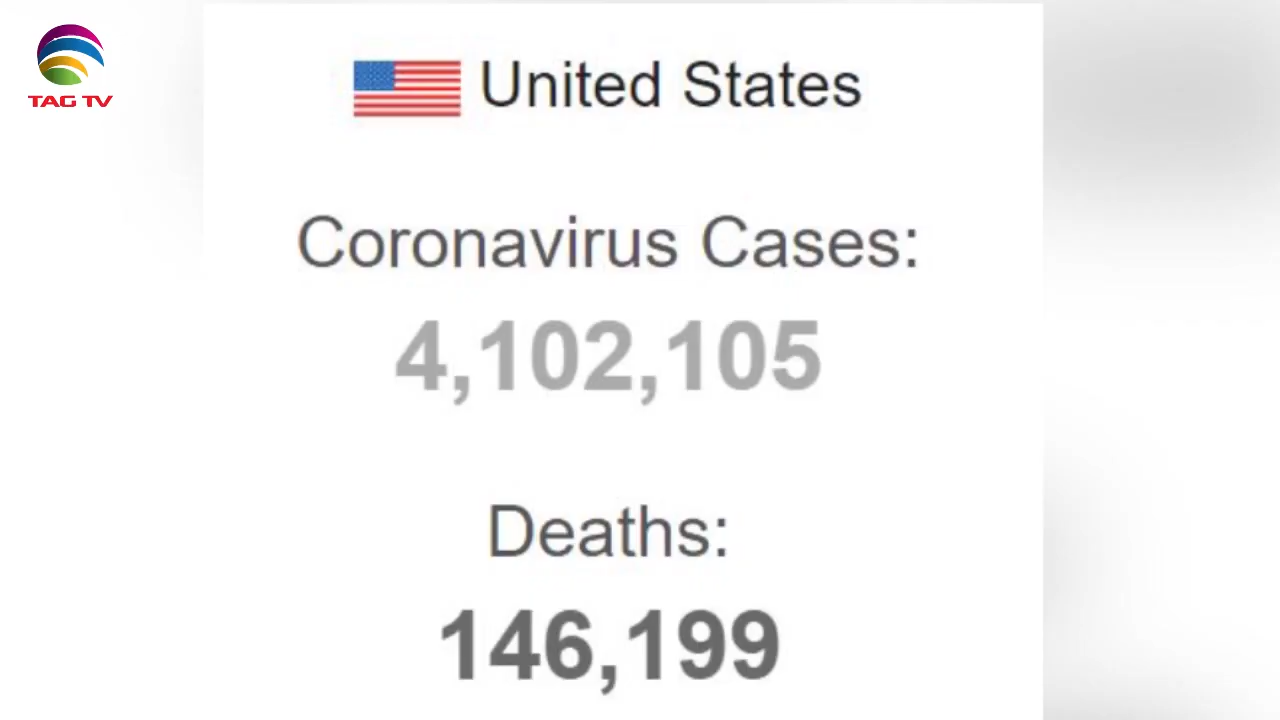 TAG TV
United States
Coronavirus Cases:
4,102,105
Deaths:
146,199